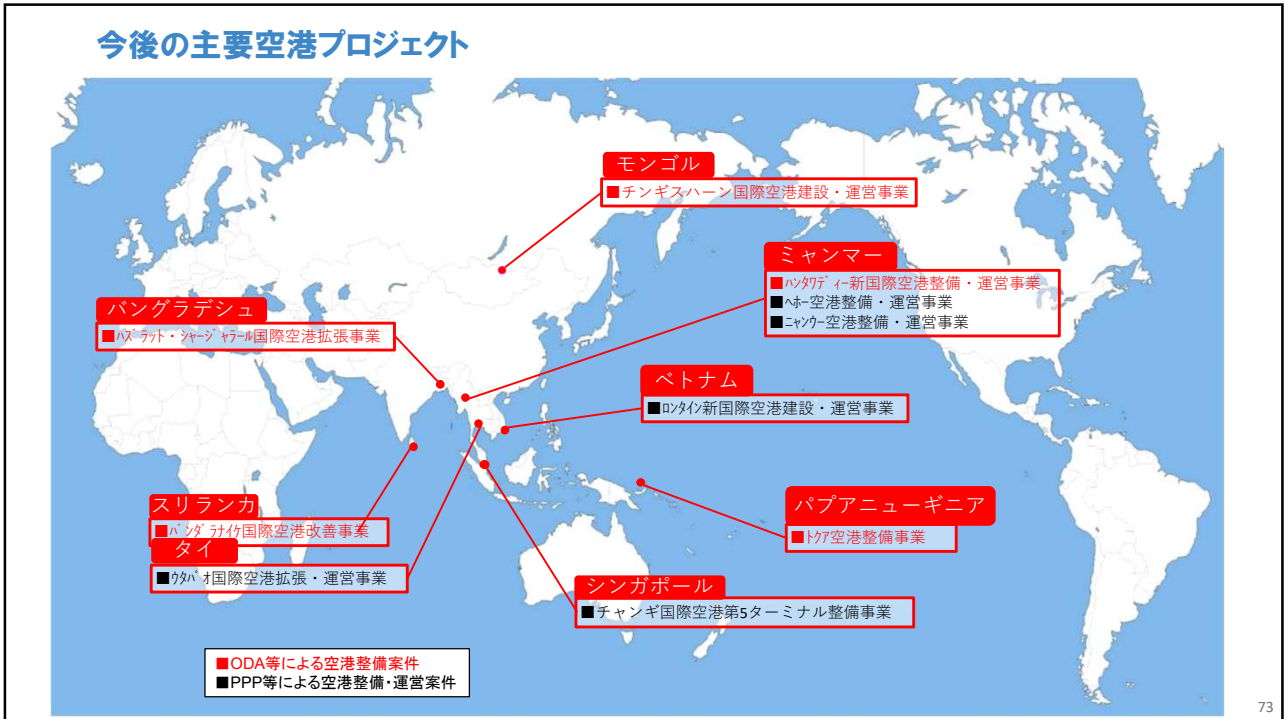 今後の主要空港プロジェクト
モンゴル
■チンギスハーン国際空港建設・運営事業
ミャンマー
■ハンタワディー新国際空港整備・運営事業
■ヘホー空港整備・運営事業
■ニャンウー空港整備・運営事業
バングラデシュ
■ハズラット・シャージャラール国際空港拡張事業
ベトナム
■ロンタイン新国際空港建設・運営事業
スリランカ
■バンダラナイケ国際空港改善事業
タイ
■ウタパオ国際空港拡張・運営事業
パプアニューギニア
■トクア空港整備事業
シンガポール
■チャンギ国際空港第5ターミナル整備事業
■ODA等による空港整備案件
■PPP等による空港整備・運営案件
73